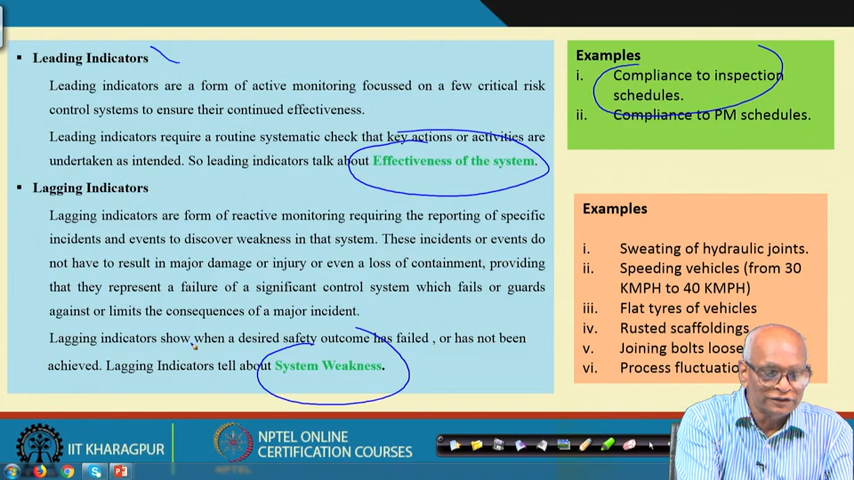 ▪ Leading Indicators
Leading indicators are a form of active monitoring focussed on a few critical risk
control systems to ensure their continued effectiveness.
Leading indicators require a routine systematic check that key actions or activities are
undertaken as intended. So leading indicators talk about Effectiveness of the system.
▪ Lagging Indicators
Lagging indicators are form of reactive monitoring requiring the reporting of specific
incidents and events to discover weakness in that system. These incidents or events do
not have to result in major damage or injury or even a loss of containment, providing
that they represent a failure of a significant control system which fails or guards
against or limits the consequences of a major incident.
Lagging indicators show when a desired safety outcome has failed , or has not been
achieved. Lagging Indicators tell about System Weakness.
Examples
i. Compliance to inspection
schedules.
ii. Compliance to PM schedules.
Examples
i. Sweating of hydraulic joints.
ii. Speeding vehicles (from 30
KMPH to 40 KMPH)
iii. Flat tyres of vehicles
iv. Rusted scaffoldings
v. Joining bolts
vi. Process
IIT KHARAGPUR
NPTEL ONLINE
CERTIFICATION COURSES